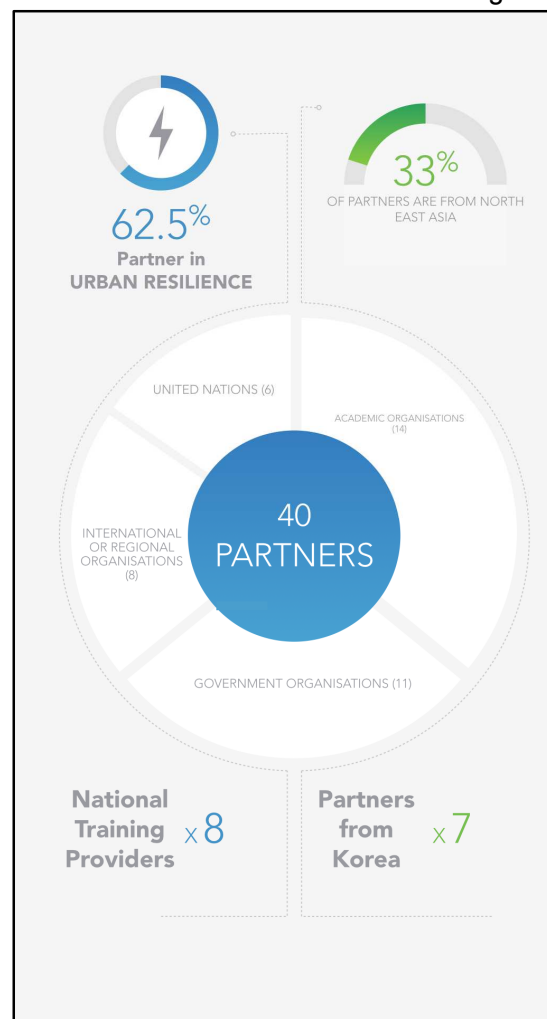 62.5%
Partner in
URBAN RESILIENCE
33%
OF PARTNERS ARE FROM NORTH
EAST ASIA
UNITED NATIONS (6)
ACADEMIC ORGANISATIONS
(14)
40
PARTNERS
INTERNATIONAL
OR REGIONAL
ORGANISATIONS
(8)
GOVERNMENT ORGANISATIONS (11)
National
Training
Providers
x 8
Partners
from
Korea
x 7